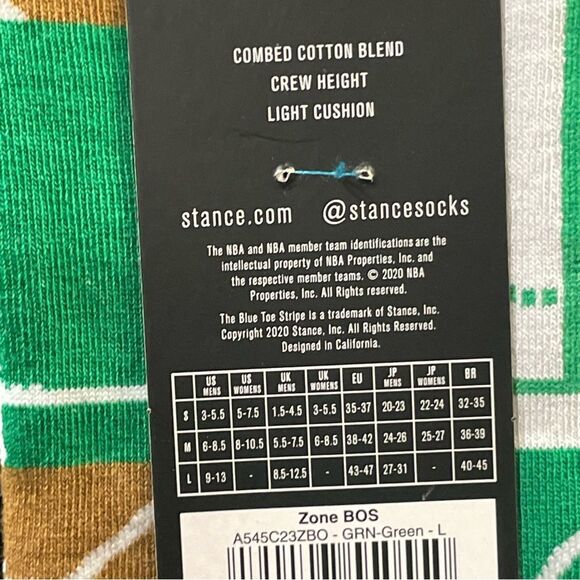 COMBED COTTON BLEND
CREW HEIGHT
LIGHT CUSHION
stance.com @stancesocks
The NBA and NBA member team identifications are the
intellectual property of NBA Properties, Inc. and
the respective member teams. © 2020 NBA
Properties, Inc. All Rights reserved.
The Blue Toe Stripe is a trademark of Stance, Inc.
Copyright 2020 Stance, Inc. All Rights Reserved.
Designed in California.
US MENS US WOMENS UK MENS UK WOMENS EU JP MENS JP WOMENS BR
S 3-5.5 5-7.5 1.5-4.5 3-5.5 35-37 20-23 22-24 32-35
M 6-8.5 8-10.5 5.5-7.5 6-8.5 38-42 24-26 25-27 36-39
L 9-13 - 8.5-12.5 - 43-47 27-31 - 40-45
Zone BOS
A545C23ZBO - GRN-Green - L